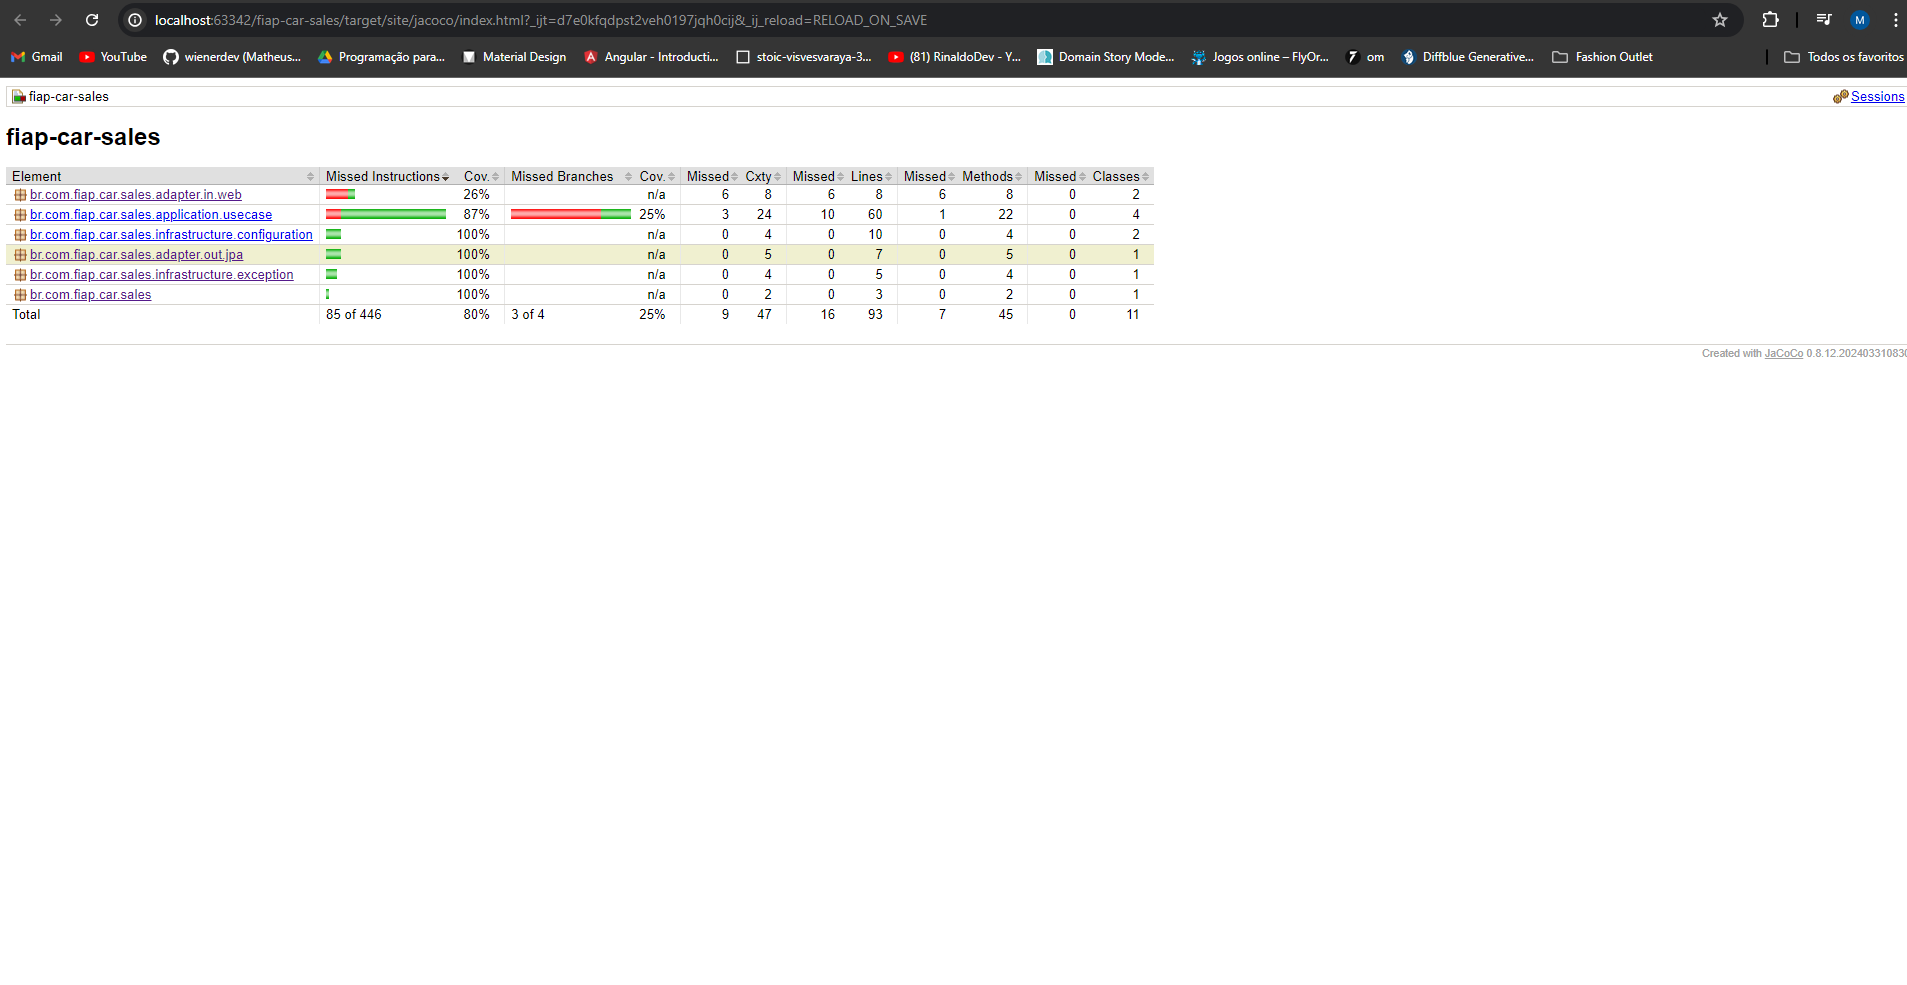 localhost:63342/fiap-car-sales/target/site/jacoco/index.html?_ijt=d7e0kfqdpst2veh0197jqh0cij&_ij_reload=RELOAD_ON_SAVE M
Gmail YouTube wienerdev (Matheus... Programação para... Material Design Angular - Introducti... stoic-visvesvaraya-3... (81) RinaldoDev - Y... Domain Story Mode... Jogos online – FlyOr... om Diffblue Generative... Fashion Outlet Todos os favoritos
fiap-car-sales Sessions
fiap-car-sales
Element Missed Instructions Cov. Missed Branches Cov. Missed Cxty Missed Lines Missed Methods Missed Classes
br.com.fiap.car.sales.adapter.in.web 26% n/a 6 8 6 8 6 8 0 2
br.com.fiap.car.sales.application.usecase 87% 25% 3 24 10 60 1 22 0 4
br.com.fiap.car.sales.infrastructure.configuration 100% n/a 0 4 0 10 0 4 0 2
br.com.fiap.car.sales.adapter.out.jpa 100% n/a 0 5 0 7 0 5 0 1
br.com.fiap.car.sales.infrastructure.exception 100% n/a 0 4 0 5 0 4 0 1
br.com.fiap.car.sales 100% n/a 0 2 0 3 0 2 0 1
Total 85 of 446 80% 3 of 4 25% 9 47 16 93 7 45 0 11
Created with JaCoCo 0.8.12.202403310830